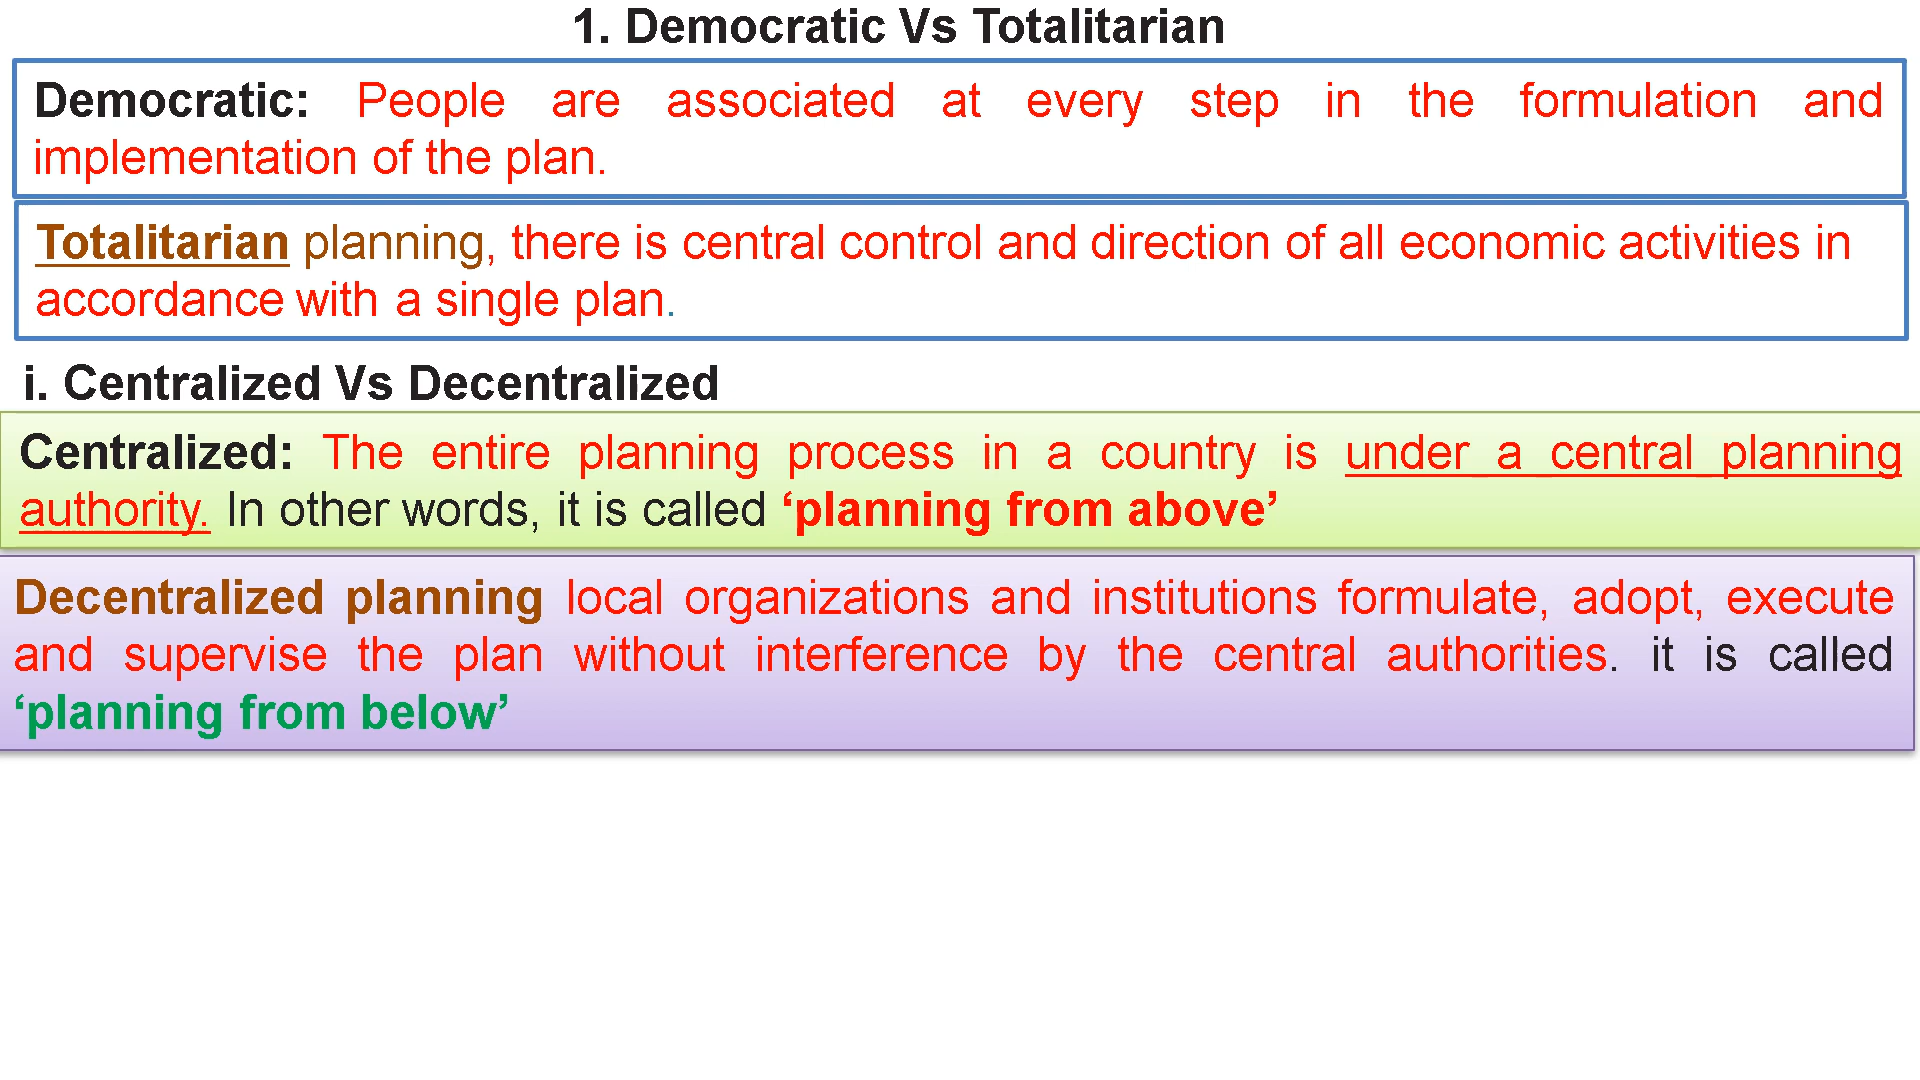 1. Democratic Vs Totalitarian
Democratic: People are associated at every step in the formulation and
implementation of the plan.
Totalitarian planning, there is central control and direction of all economic activities in
accordance with a single plan.
i. Centralized Vs Decentralized
Centralized: The entire planning process in a country is under a central planning
authority. In other words, it is called ‘planning from above’
Decentralized planning local organizations and institutions formulate, adopt, execute
and supervise the plan without interference by the central authorities. it is called
‘planning from below’